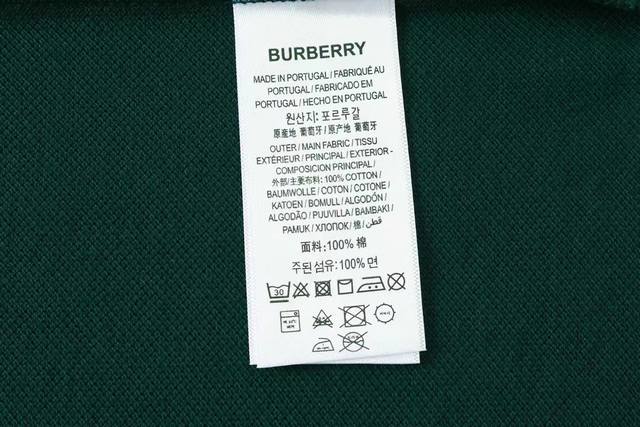 BURBERRY
MADE IN PORTUGAL / FABRIQUÉ AU
PORTUGAL / FABRICADO EM
PORTUGAL / HECHO EN PORTUGAL
원산지: 포르투갈
原産地 葡萄牙 / 原产地 葡萄牙
OUTER / MAIN FABRIC / TISSU
EXTÉRIEUR / PRINCIPAL / EXTERIOR -
COMPOSICION PRINCIPAL /
外部/主要布料: 100% COTTON /
BAUMWOLLE / COTON / COTONE /
KATOEN / BOMULL / ALGODÓN /
ALGODÃO / PUUVILLA / BAMBAKI /
PAMUK / ХЛОПОК / 棉 / قطن
面料:100% 棉
주된 섬유: 100% 면
30